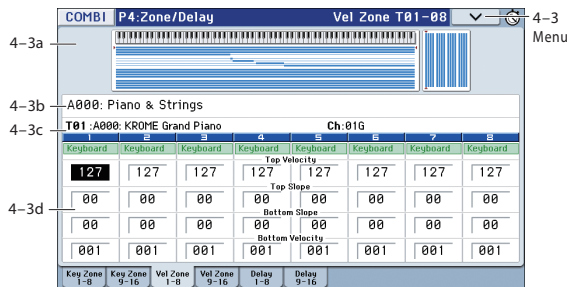 COMBI P4:Zone/Delay Vel Zone T01-08
4-3
Menu
4-3a
4-3b
A000: Piano & Strings
4-3c
T01 :A000: KROME Grand Piano Ch:01G
1 2 3 4 5 6 7 8
Keyboard Keyboard Keyboard Keyboard Keyboard Keyboard Keyboard Keyboard
Top Velocity
127 127 127 127 127 127 127 127
Top Slope
00 00 00 00 00 00 00 00
4-3d
Bottom Slope
00 00 00 00 00 00 00 00
Bottom Velocity
001 001 001 001 001 001 001 001
Key Zone 1-8 Key Zone 9-16 Vel Zone 1-8 Vel Zone 9-16 Delay 1-8 Delay 9-16